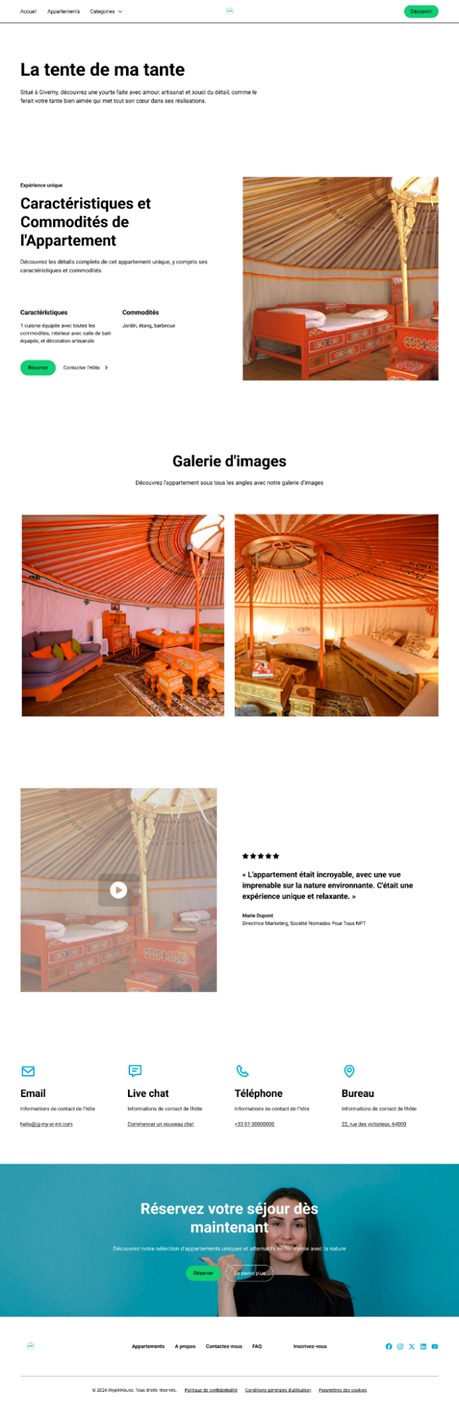 Accueil Appartements Categories Découvrir
La tente de ma tante
Situé à Giverny, découvrez une yourte faite avec amour, artisanat et souci du détail, comme le
ferait votre tante bien aimée qui met tout son cœur dans ses réalisations.
Expérience unique
Caractéristiques et
Commodités de
l'Appartement
Découvrez les détails complets de cet appartement unique, y compris ses
caractéristiques et commodités.
Caractéristiques
1 cuisine équipée avec toutes les
commodités, intérieur avec salle de bain
équipée, et décoration artisanale
Commodités
Jardin, étang, barbecue
Réserver Contacter l'Hôte
Galerie d'images
Découvrez l'appartement sous tous les angles avec notre galerie d'images
« L'appartement était incroyable, avec une vue
imprenable sur la nature environnante. C'était une
expérience unique et relaxante. »
Marie Dupont
Directrice Marketing, Société Nomades Pour Tous NPT
Email
Informations de contact de l'hôte
Live chat
Informations de contact de l'hôte
Commencer un nouveau chat
Téléphone
Informations de contact de l'hôte
+33 01 00000000
Bureau
Informations de contact de l'hôte
22, rue des victorieux, 64000
Réservez votre séjour dès
maintenant
Découvrez notre sélection d'appartements uniques et alternatifs en harmonie avec la nature
Réserver En savoir plus
Appartements A propos Contactez-nous FAQ Inscrivez-vous
© 2024 AtypikHouse. Tous droits réservés. Politique de confidentialité Conditions générales d'utilisation Paramètres des cookies